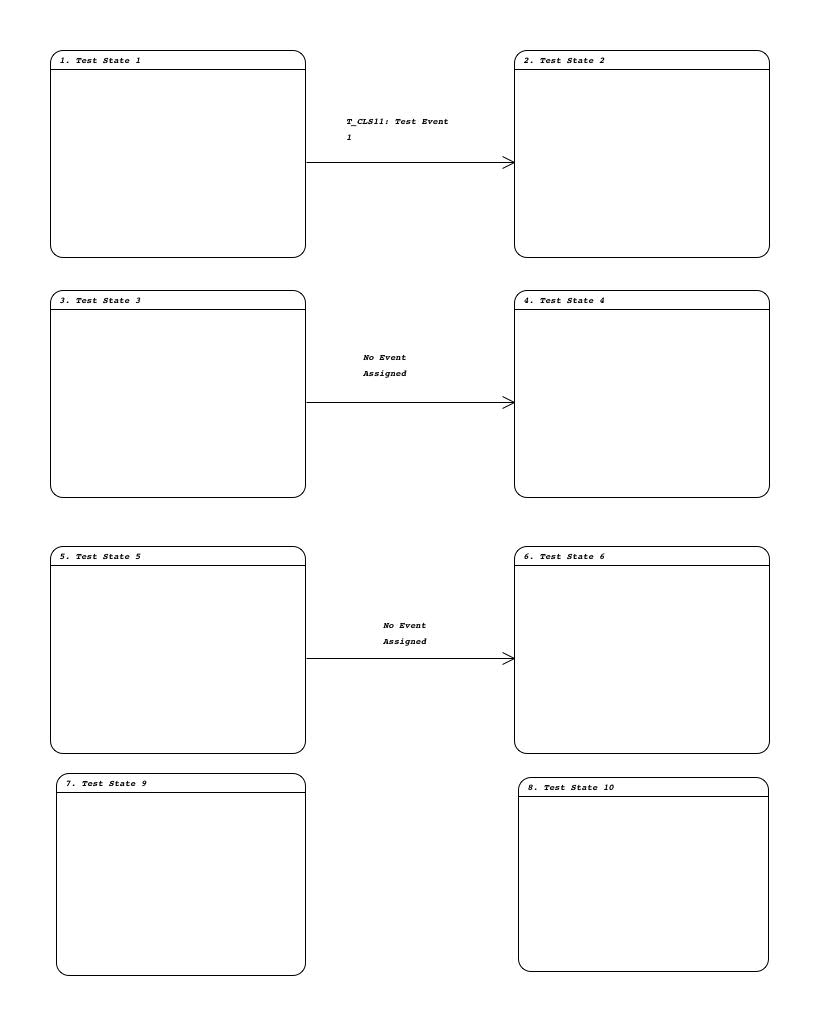 1. Test State 1
2. Test State 2
T_CLS11: Test Event
1
3. Test State 3
4. Test State 4
No Event
Assigned
5. Test State 5
6. Test State 6
No Event
Assigned
7. Test State 9
8. Test State 10